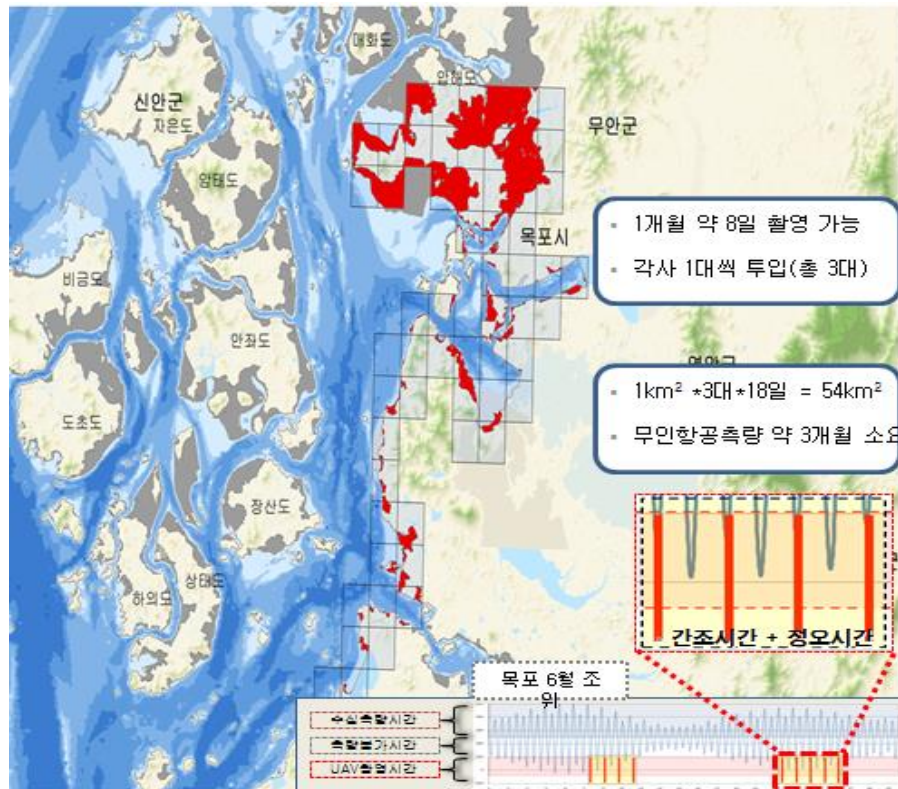 매화도
압해도
신안군
자은도
무안군
암태도
목포시
비금도
안좌도
도초도
장산도
상태도
하의도
- 1개월 약 8일 촬영 가능
- 각사 1대씩 투입(총 3대)
- 1km² *3대*18일 = 54km²
- 무인항공측량 약 3개월 소요
간조시간 + 정오시간
목포 6월 조위
수심측량시간
측량불가시간
UAV촬영시간